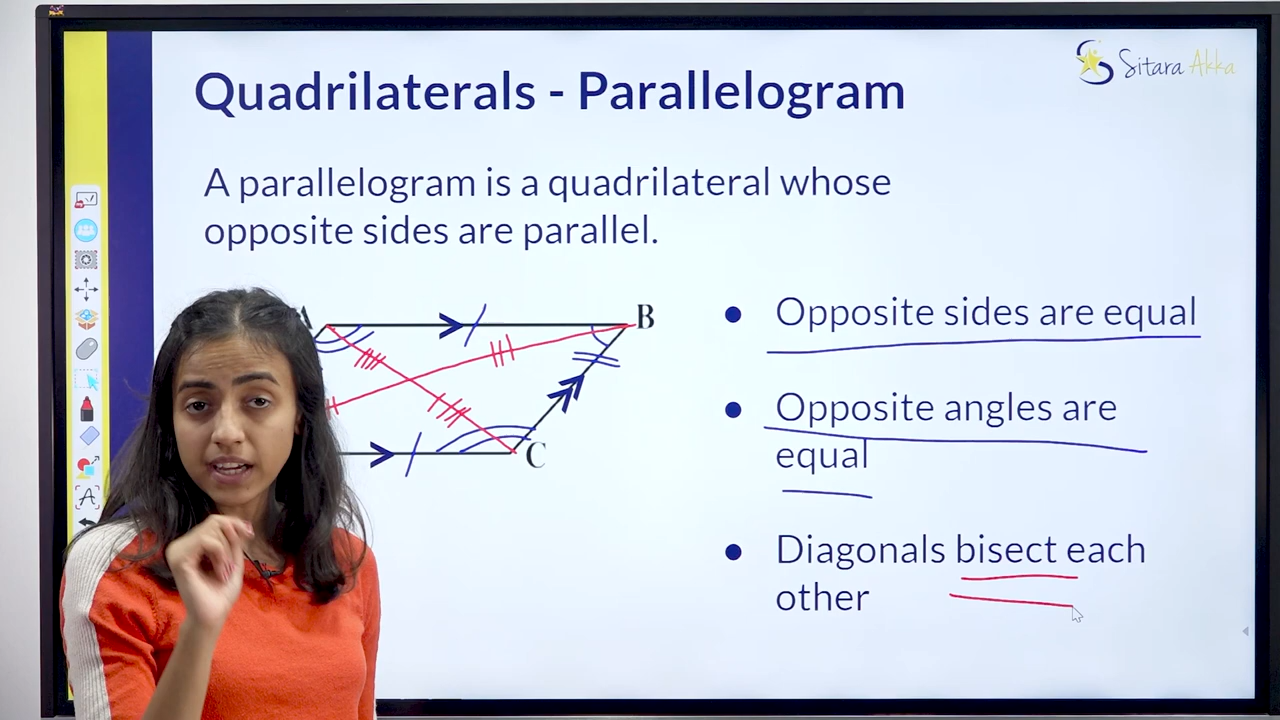 Sitara Akka
Quadrilaterals - Parallelogram
A parallelogram is a quadrilateral whose
opposite sides are parallel.
A
B
C
● Opposite sides are equal
● Opposite angles are
equal
● Diagonals bisect each
other
A